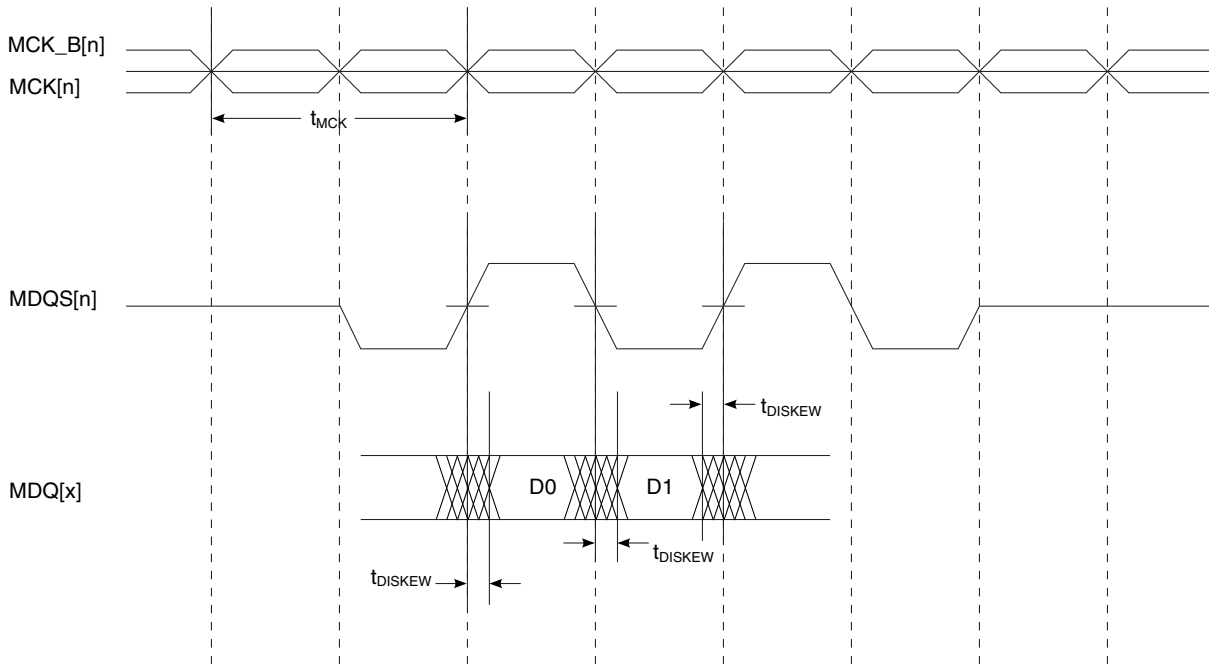 MCK_B[n]
MCK[n]
tMCK
MDQS[n]
tDISKEW
MDQ[x]
D0
D1
tDISKEW
tDISKEW